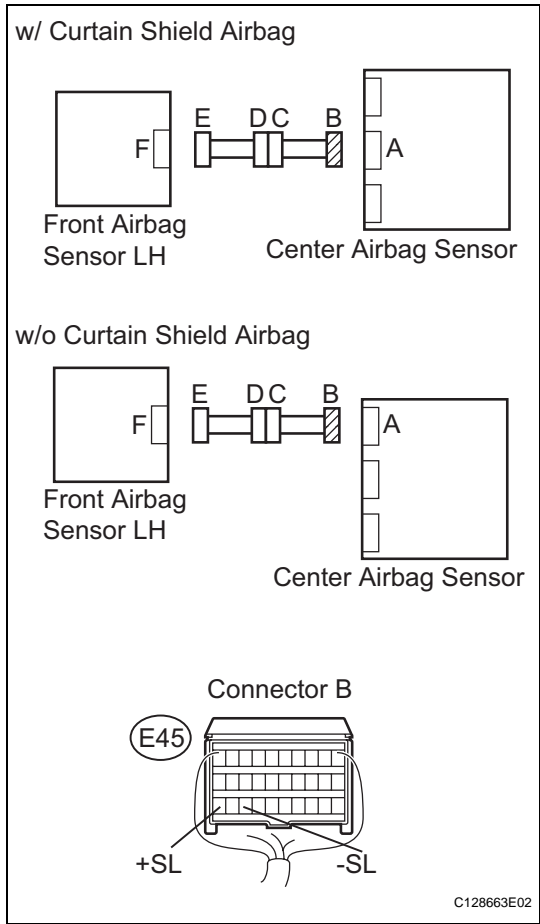 w/ Curtain Shield Airbag
E D C B
F A
Front Airbag
Sensor LH
Center Airbag Sensor
w/o Curtain Shield Airbag
E D C B
F A
Front Airbag
Sensor LH
Center Airbag Sensor
Connector B
E45
+SL -SL
C128663E02